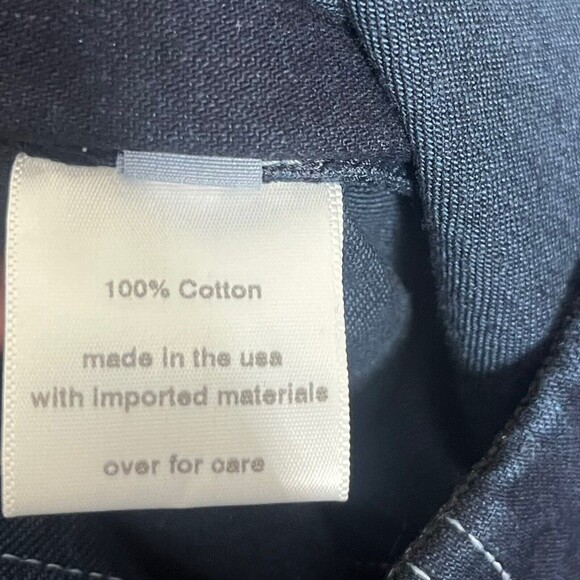 100% Cotton
made in the usa
with imported materials
over for care